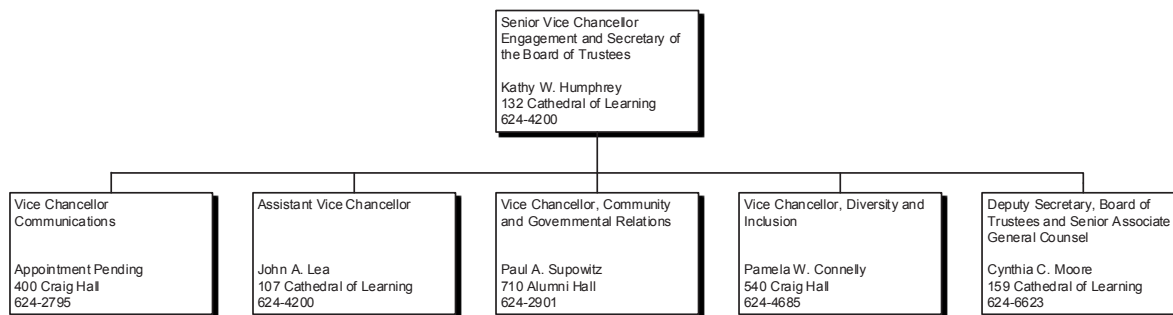 Senior Vice Chancellor
Engagement and Secretary of
the Board of Trustees
Kathy W. Humphrey
132 Cathedral of Learning
624-4200
Vice Chancellor
Communications
Appointment Pending
400 Craig Hall
624-2795
Assistant Vice Chancellor
John A. Lea
107 Cathedral of Learning
624-4200
Vice Chancellor, Community
and Governmental Relations
Paul A. Supowitz
710 Alumni Hall
624-2901
Vice Chancellor, Diversity and
Inclusion
Pamela W. Connelly
540 Craig Hall
624-4685
Deputy Secretary, Board of
Trustees and Senior Associate
General Counsel
Cynthia C. Moore
159 Cathedral of Learning
624-6623